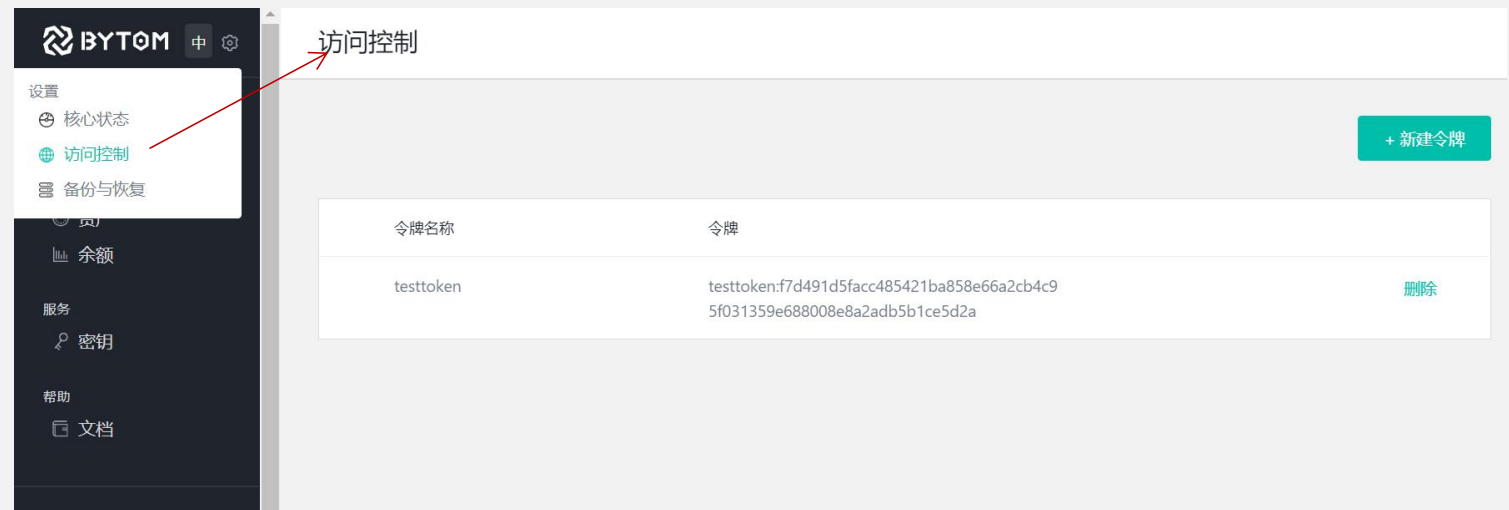 BYTOM 中
设置
核心状态
访问控制
备份与恢复
余额
服务
密钥
帮助
文档
访问控制
+ 新建令牌
令牌名称 令牌
testtoken testtoken:f7d491d5facc485421ba858e66a2cb4c9 删除
5f031359e688008e8a2adb5b1ce5d2a